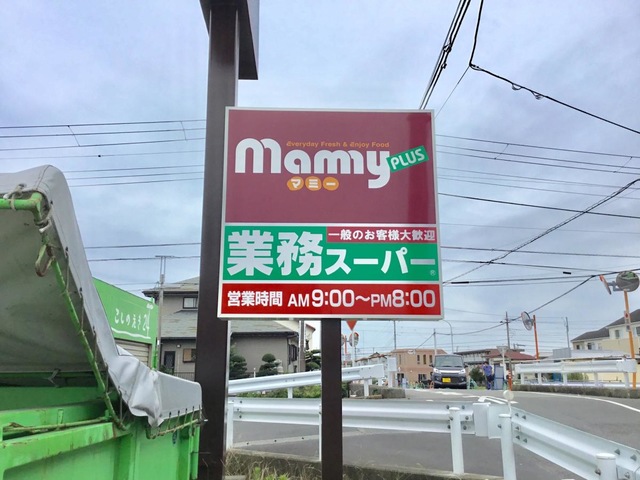 Everyday Fresh & Enjoy Food
mamy PLUS
マミー
一般のお客様大歓迎
業務スーパー®
営業時間 AM9:00~PM8:00